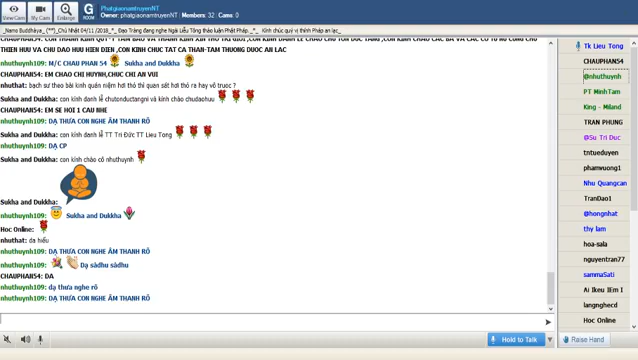 View Cam
My Cam
Enlarge
G
ROOM
PhatgiaonamtruyenNT
Owner: phatgiaonamtruyenNT | Members: 32 | Cams: 0
_Namo Buddhàya_ (**)_Chủ Nhật 04/11 /2018_* _Đạo Tràng đang nghe Ngài Liễu Tông thảo luận Phật Pháp._*_ Kính chúc quý vị thính Pháp an lạc_
THIEN HUU VA CHU DAO HUU HIEN DIEN ,CON KINH CHUC TAT CA THAN-TAM THUONG DUOC AN LAC
nhuthuynh109: M/C CHAU PHAN 54 Sukha and Dukkha
CHAUPHAN54: EM CHAO CHI HUYNH,CHUC CHI AN VUI
nhuthat: bạch sư theo bài kinh quán niệm hơi thở thì quán sát hơi thở ra hay vô truoc ?
Sukha and Dukkha: con kính đảnh lễ chutonductangni và kính chào chudaohuu
CHAUPHAN54: EM SE HOI 1 CAU NHE
nhuthuynh109: DẠ THƯA CON NGHE ÂM THANH RÕ
Sukha and Dukkha: con kính đảnh lễ TT Trí Đức TT Lieu Tong
nhuthuynh109: DẠ CP
Sukha and Dukkha: con kính chào cô nhuthuynh
Sukha and Dukkha:
nhuthuynh109: Sukha and Dukkha
Hoc Online:
nhuthat: dạ hiểu
nhuthuynh109: DẠ THƯA CON NGHE ÂM THANH RÕ
nhuthuynh109: Dạ sàdhu sàdhu
CHAUPHAN54: DA
nhuthuynh109: dạ thưa nghe rõ
nhuthuynh109: DẠ THƯA CON NGHE ÂM THANH RÕ
Tk Lieu Tong
CHAUPHAN54
@nhuthuynh
PT MinhTam
King - Miland
TRAN PHUNG
@Su Tri Duc
tntueduyen
phamvuong1
Nhu Quangcan
TranDao1
@hongnhat
thy lam
hoa-sala
nguyentran77
sammaSati
Ai Ikeu IEm I
langnghecd
Hoc Online
Hold to Talk
Raise Hand